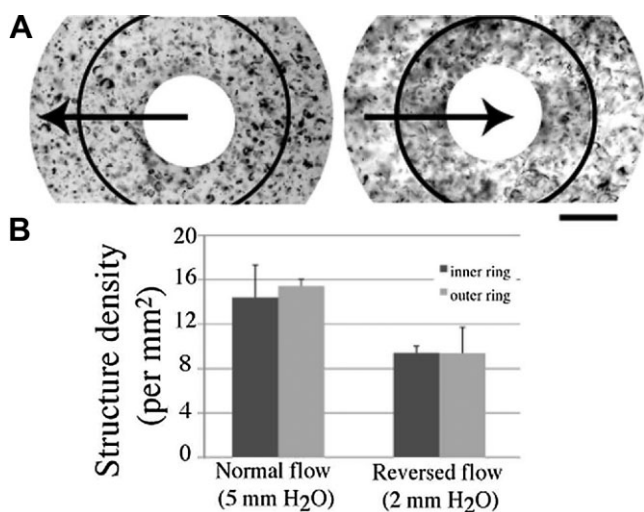 A
B
Structure density
(per mm²)
20
16
12
8
4
0
inner ring
outer ring
Normal flow
(5 mm H₂O)
Reversed flow
(2 mm H₂O)